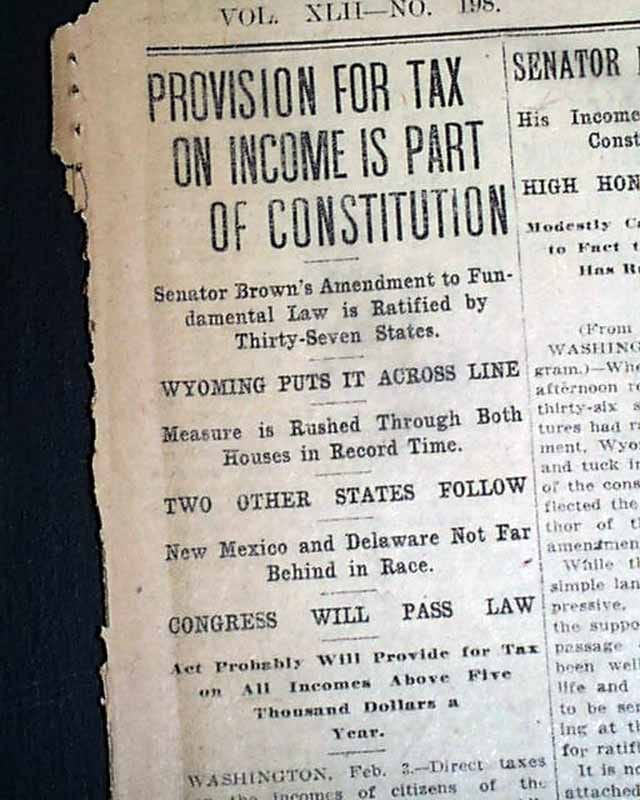 VOL. XLII—NO. 198.
PROVISION FOR TAX
ON INCOME IS PART
OF CONSTITUTION
Senator Brown's Amendment to Fun-
damental Law is Ratified by
Thirty-Seven States.
WYOMING PUTS IT ACROSS LINE
Measure is Rushed Through Both
Houses in Record Time.
TWO OTHER STATES FOLLOW
New Mexico and Delaware Not Far
Behind in Race.
CONGRESS WILL PASS LAW
Act Probably Will Provide for Tax
on All Incomes Above Five
Thousand Dollars a
Year.
WASHINGTON, Feb. 3.—Direct taxes
the incomes of citizens of the
SENATOR
His Income
Const
HIGH HON
Modestly
to Fact
Has
(From
WASHING
gram.)—Whe
afternoon
thirty-six
tures had
ment, Wyo
and tuck
of the cons
flected the
thor of
amendmen
While
simple lan
pressive,
the suppo
passage
been well
life and
to be
ing at
for ratif
It is
attached